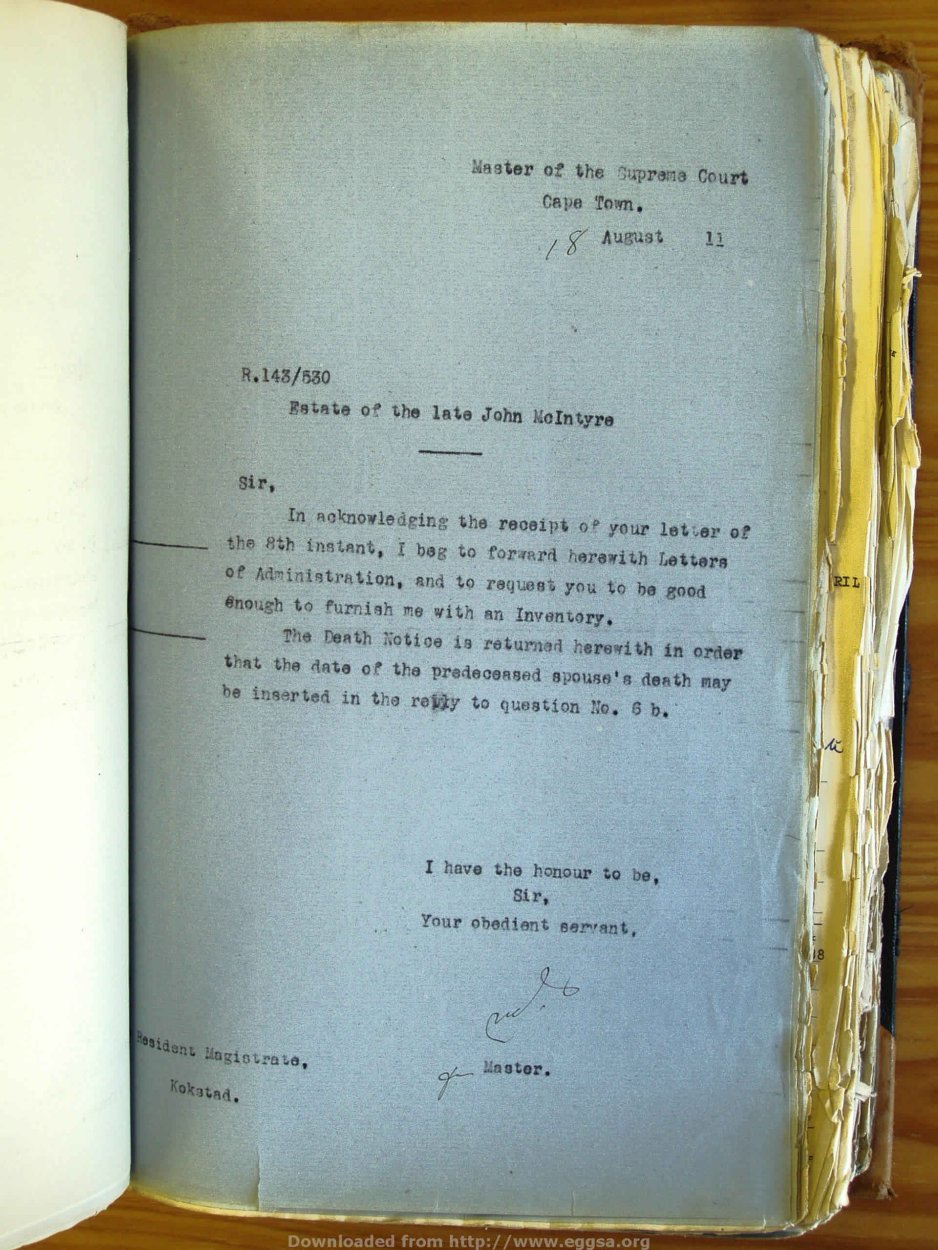 Master of the Supreme Court
Cape Town.
18 August 11
R.143/530
Estate of the late John McIntyre
Sir,
In acknowledging the receipt of your letter of
the 8th instant, I beg to forward herewith Letters
of Administration, and to request you to be good
enough to furnish me with an Inventory.
The Death Notice is returned herewith in order
that the date of the predeceased spouse's death may
be inserted in the reply to question No. 6 b.
I have the honour to be,
Sir,
Your obedient servant,
Master.
Resident Magistrate,
Kokstad.
RIL
Downloaded from http://www.eggsa.org